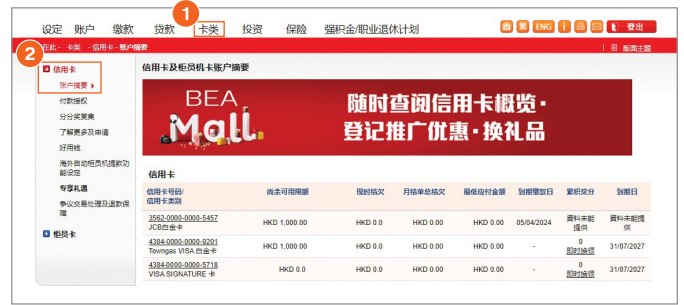 1
设定 账户 缴款 贷款 卡类 投资 保险 强积金/职业退休计划 繁 ENG i 登出
2
在此 - 卡类 - 信用卡 - 账户摘要 版面主题
信用卡
账户摘要
付款授权
分分奖赏集
了解更多及申请
好用钱
海外自动柜员机提款功
能设定
专享礼遇
争议交易处理及退款保
障
柜员卡
信用卡及柜员机卡账户摘要
BEA
Mall
随时查阅信用卡概览·
登记推广优惠·换礼品
信用卡
信用卡号码/
信用卡类别 尚余可用限额 现时结欠 月结单总结欠 最低应付金额 到期缴款日 累积奖分 到期日
3562-0000-0000-5457
JCB白金卡 HKD 1,000.00 HKD 0.0 HKD 0.00 HKD 0.00 05/04/2024 資料未能
提供 資料未能提
供
4384-0000-0000-9201
Towngas VISA 白金卡 HKD 1,000.00 HKD 0.0 HKD 0.00 HKD 0.00 - 0
即时换领 31/07/2027
4384-0000-0000-5718
VISA SIGNATURE 卡 HKD 0.0 HKD 0.0 HKD 0.00 HKD 0.00 - 0
即时换领 31/07/2027